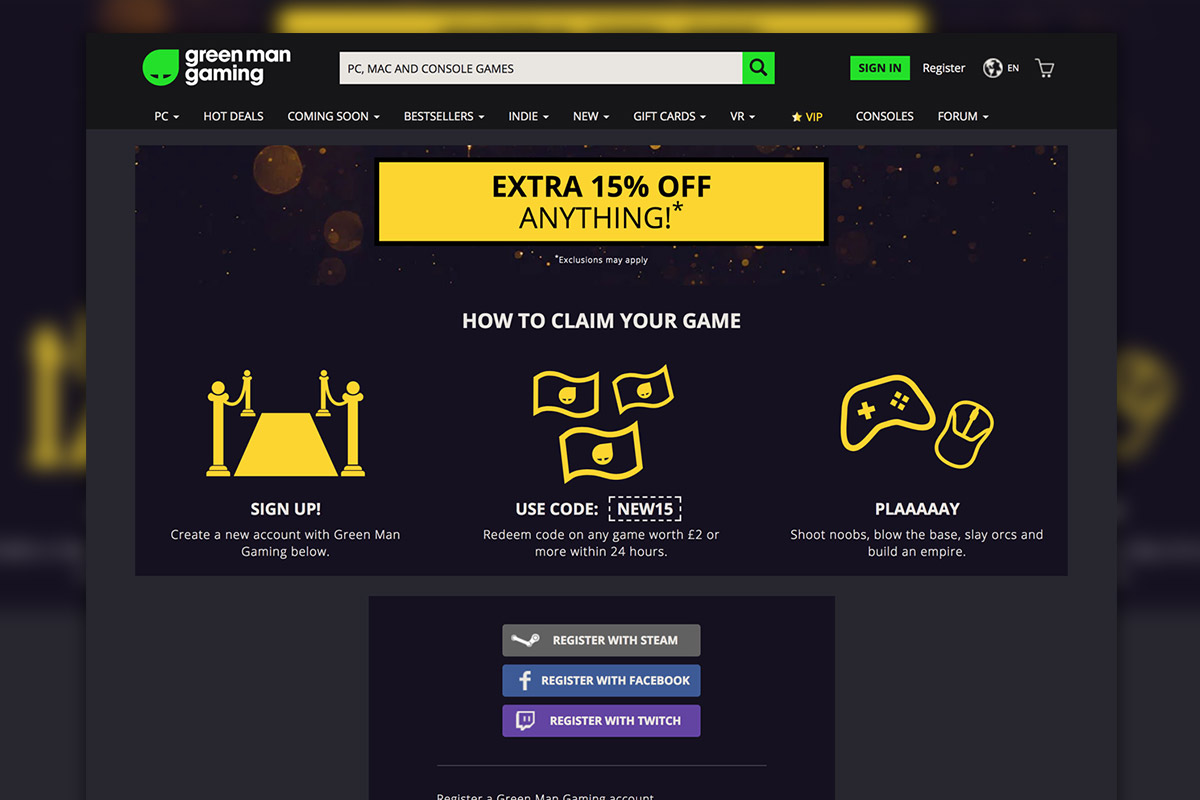 green man
gaming
PC, MAC AND CONSOLE GAMES
SIGN IN
Register
EN
PC
HOT DEALS
COMING SOON
BESTSELLERS
INDIE
NEW
GIFT CARDS
VR
VIP
CONSOLES
FORUM
EXTRA 15% OFF
ANYTHING!*
*Exclusions may apply
HOW TO CLAIM YOUR GAME
SIGN UP!
Create a new account with Green Man
Gaming below.
USE CODE: NEW15
Redeem code on any game worth £2 or
more within 24 hours.
PLAAAAAY
Shoot noobs, blow the base, slay orcs and
build an empire.
REGISTER WITH STEAM
REGISTER WITH FACEBOOK
REGISTER WITH TWITCH
Register a Green Man Gaming account